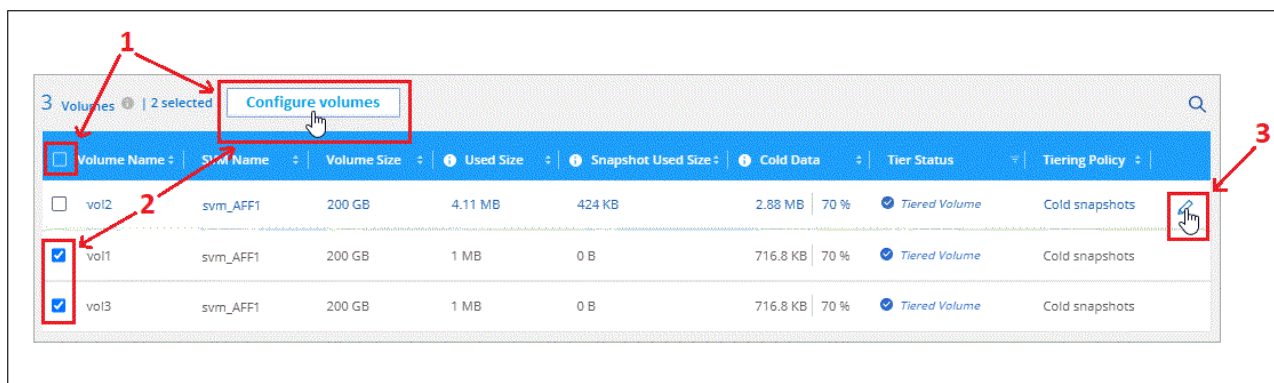 1
3 Volumes | 2 selected Configure volumes
3
Volume Name SVM Name Volume Size Used Size Snapshot Used Size Cold Data Tier Status Tiering Policy
2
vol2 svm_AFF1 200 GB 4.11 MB 424 KB 2.88 MB 70 % Tiered Volume Cold snapshots
vol1 svm_AFF1 200 GB 1 MB 0 B 716.8 KB 70 % Tiered Volume Cold snapshots
vol3 svm_AFF1 200 GB 1 MB 0 B 716.8 KB 70 % Tiered Volume Cold snapshots